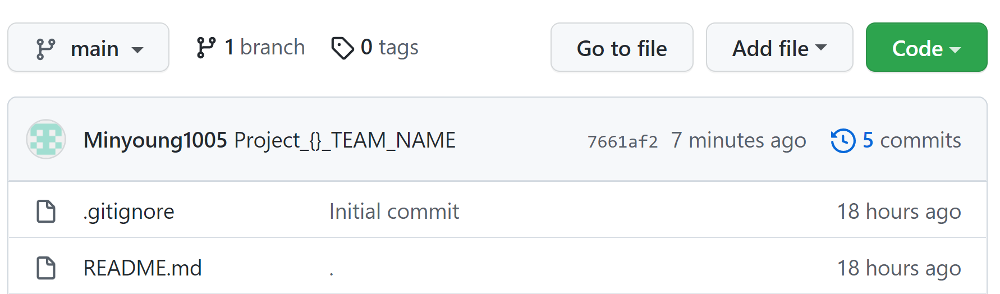 main 1 branch 0 tags Go to file Add file Code
Minyoung1005 Project_{}_TEAM_NAME 7661af2 7 minutes ago 5 commits
.gitignore Initial commit 18 hours ago
README.md . 18 hours ago